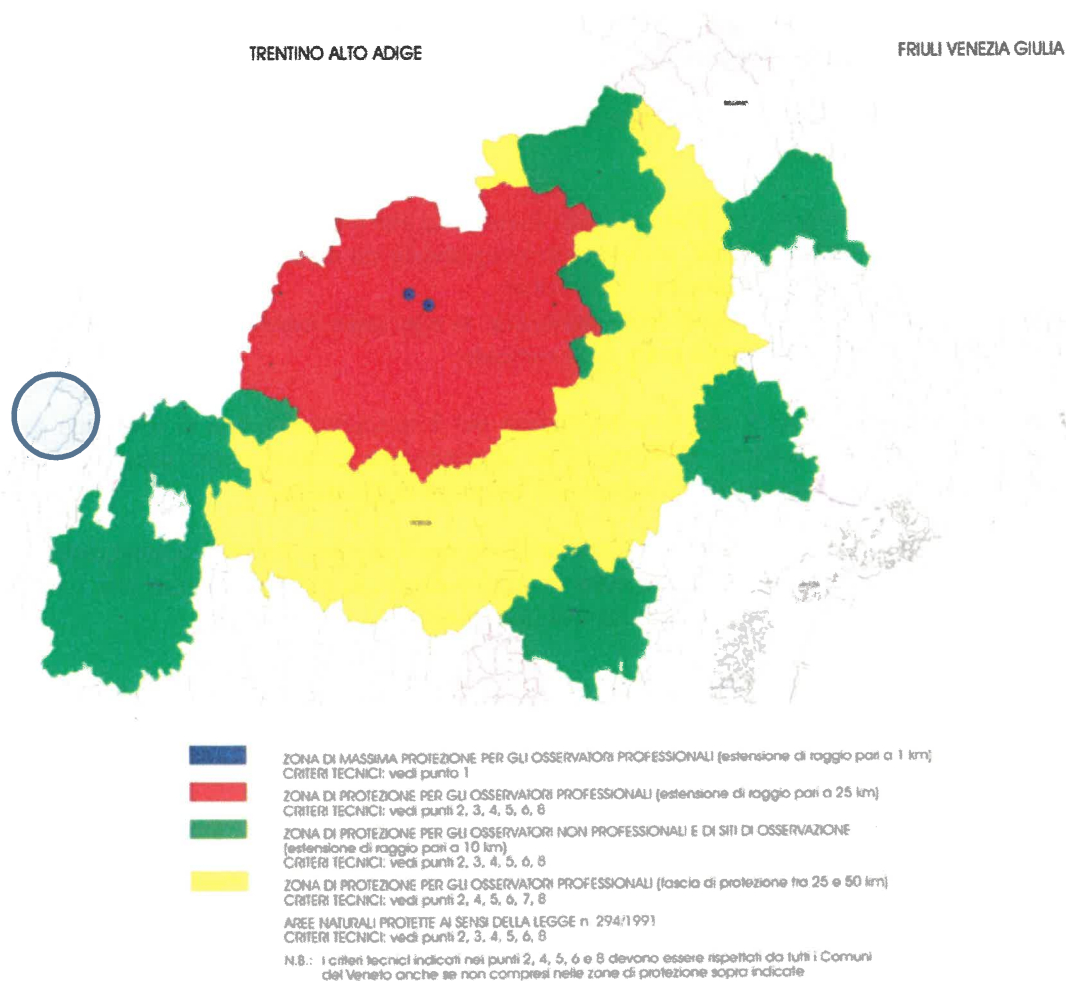 TRENTINO ALTO ADIGE
FRIULI VENEZIA GIULIA
ZONA DI MASSIMA PROTEZIONE PER GLI OSSERVATORI PROFESSIONALI (estensione di raggio pari a 1 km)
CRITERI TECNICI: vedi punto 1
ZONA DI PROTEZIONE PER GLI OSSERVATORI PROFESSIONALI (estensione di raggio pari a 25 km)
CRITERI TECNICI: vedi punti 2, 3, 4, 5, 6, 8
ZONA DI PROTEZIONE PER GLI OSSERVATORI NON PROFESSIONALI E DI SITI DI OSSERVAZIONE
(estensione di raggio pari a 10 km)
CRITERI TECNICI: vedi punti 2, 3, 4, 5, 6, 8
ZONA DI PROTEZIONE PER GLI OSSERVATORI PROFESSIONALI (fascia di protezione tra 25 e 50 km)
CRITERI TECNICI: vedi punti 2, 4, 5, 6, 7, 8
AREE NATURALI PROTETTE AI SENSI DELLA LEGGE n 294/1991
CRITERI TECNICI: vedi punti 2, 3, 4, 5, 6, 8
N.B.: i criteri tecnici indicati nei punti 2, 4, 5, 6 e 8 devono essere rispettati da tutti i Comuni
del Veneto anche se non compresi nelle zone di protezione sopra indicate